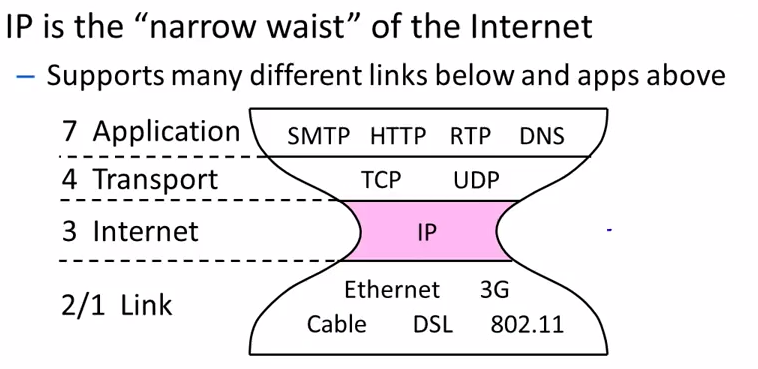 IP is the “narrow waist” of the Internet
– Supports many different links below and apps above
7 Application SMTP HTTP RTP DNS
4 Transport TCP UDP
3 Internet IP
Ethernet 3G
2/1 Link
Cable DSL 802.11